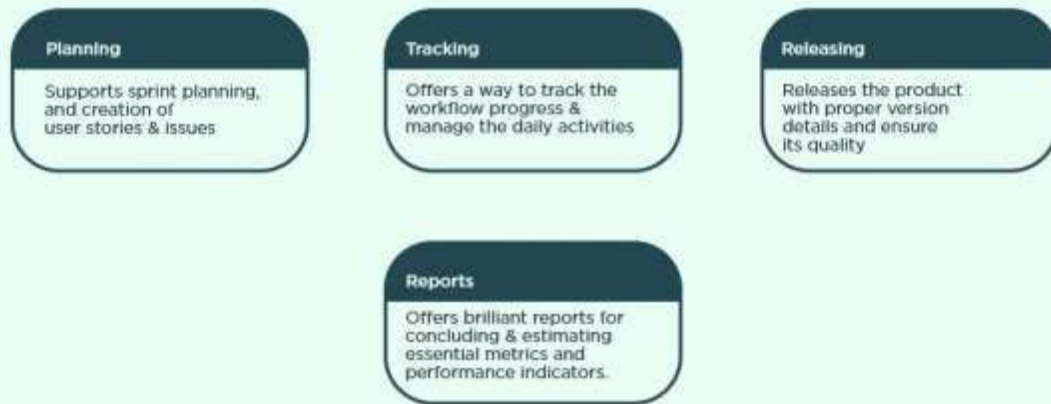 Planning
Supports sprint planning,
and creation of
user stories & issues
Tracking
Offers a way to track the
workflow progress &
manage the daily activities
Releasing
Releases the product
with proper version
details and ensure
its quality
Reports
Offers brilliant reports for
concluding & estimating
essential metrics and
performance indicators.